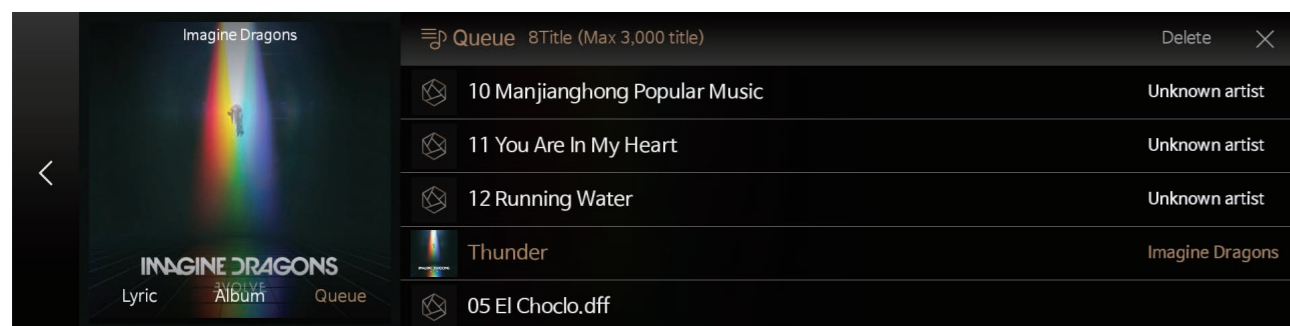 Imagine Dragons
IMAGINE DRAGONS
EVOLVE
Lyric Album Queue
Queue 8Title (Max 3,000 title) Delete
10 Manjianghong Popular Music Unknown artist
11 You Are In My Heart Unknown artist
12 Running Water Unknown artist
Thunder Imagine Dragons
05 El Choclo.dff